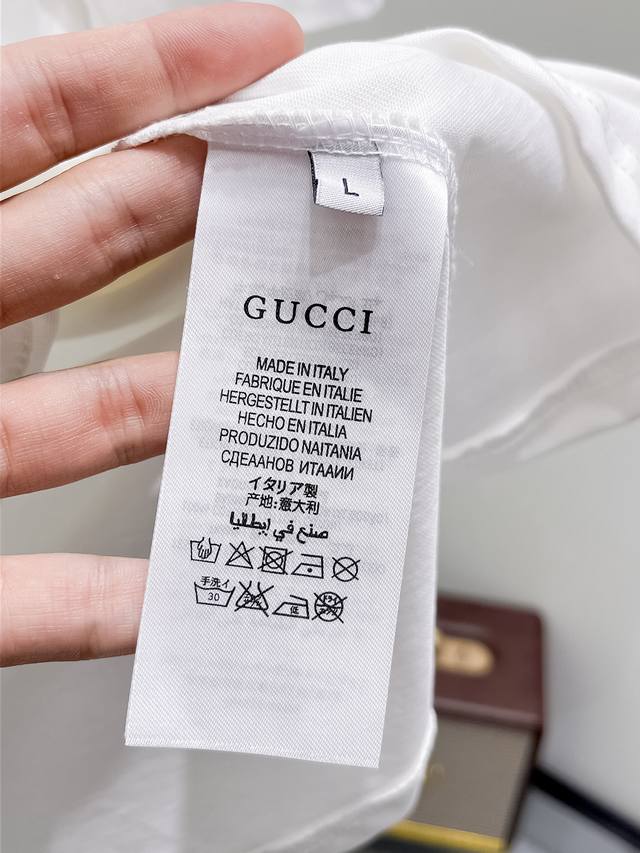 L
GUCCI
MADE IN ITALY
FABRIQUE EN ITALIE
HERGESTELLT IN ITALIEN
HECHO EN ITALIA
PRODUZIDO NAITANIA
СДЕААНОВ ИТААИИ
イタリア製
产地:意大利
صنع في إيطاليا
手洗イ
30
低